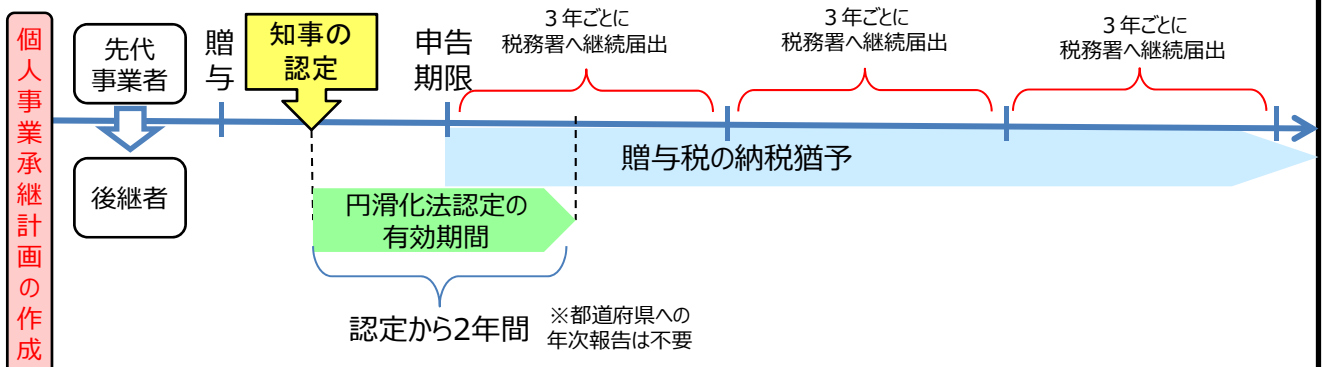 個人事業承継計画の作成
先代
事業者
後継者
贈与
知事の
認定
申告
期限
３年ごとに
税務署へ継続届出
３年ごとに
税務署へ継続届出
３年ごとに
税務署へ継続届出
贈与税の納税猶予
円滑化法認定の
有効期間
認定から2年間
※都道府県への
年次報告は不要